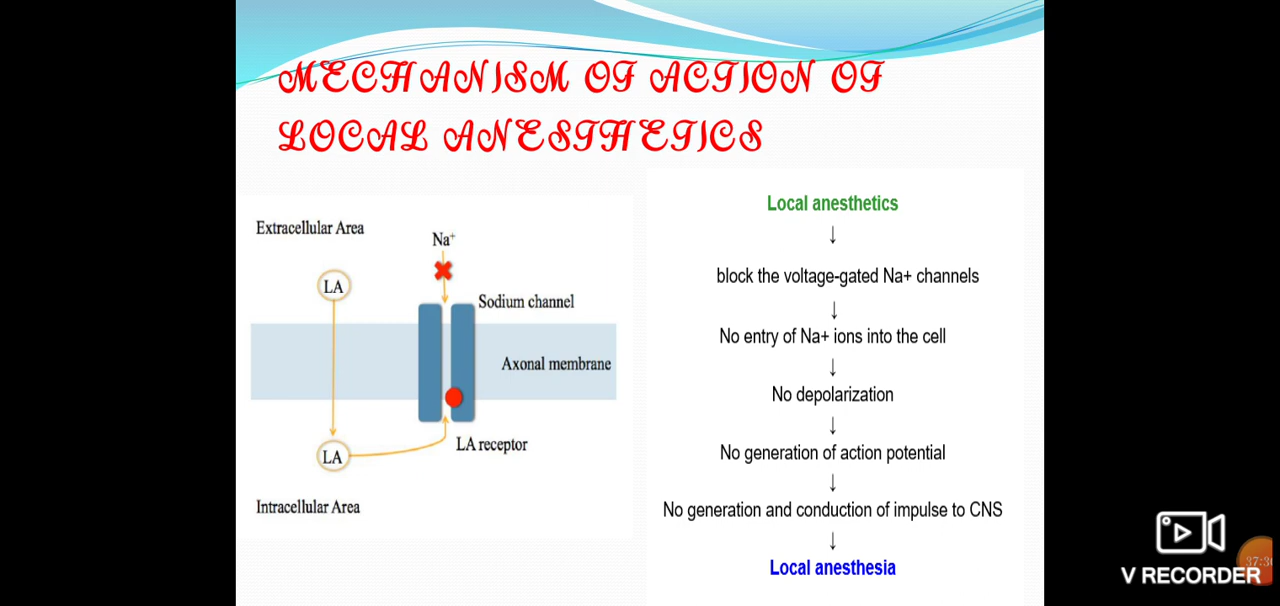 MECHANISM OF ACTION OF
LOCAL ANESTHETICS
Extracellular Area
Na⁺
LA
Sodium channel
Axonal membrane
LA receptor
LA
Intracellular Area
Local anesthetics
↓
block the voltage-gated Na+ channels
↓
No entry of Na+ ions into the cell
↓
No depolarization
↓
No generation of action potential
↓
No generation and conduction of impulse to CNS
↓
Local anesthesia
V RECORDER